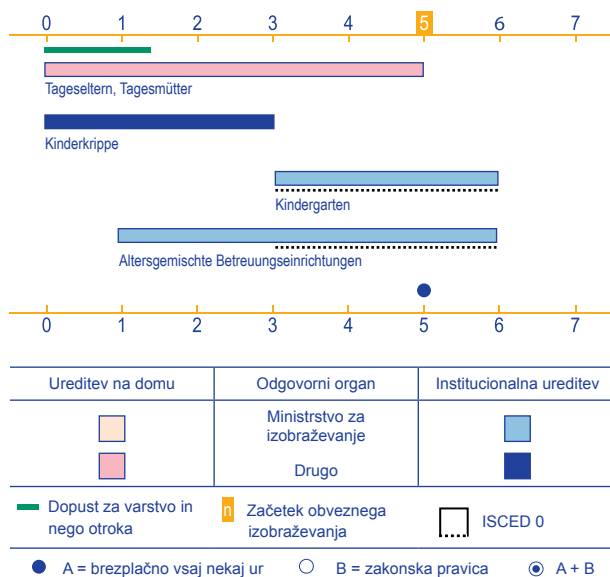 0 1 2 3 4 5 6 7
Tageseltern, Tagesmütter
Kinderkrippe
Kindergarten
Altersgemischte Betreuungseinrichtungen
0 1 2 3 4 5 6 7
Ureditev na domu Odgovorni organ Institucionalna ureditev
Ministrstvo za
izobraževanje
Drugo
Dopust za varstvo in
nego otroka
n Začetek obveznega
izobraževanja
ISCED 0
A = brezplačno vsaj nekaj ur B = zakonska pravica A + B